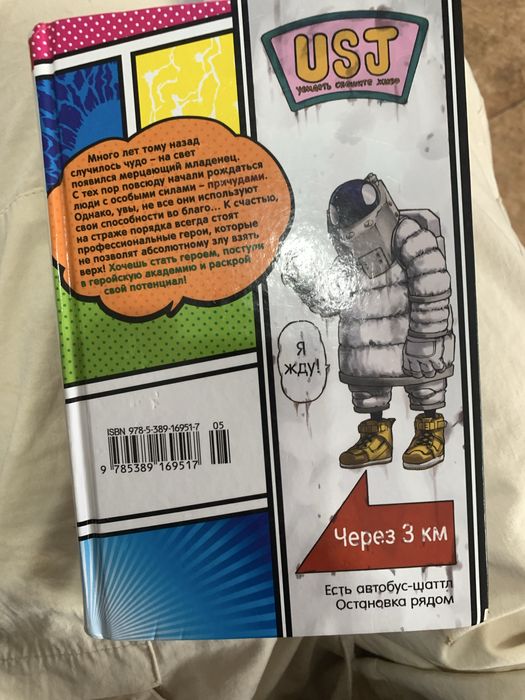 USJ
увидеть спешите живо
Много лет тому назад
случилось чудо – на свет
появился мерцающий младенец.
С тех пор повсюду начали рождаться
люди с особыми силами – причудами.
Однако, увы, не все они используют
свои способности во благо... К счастью,
на страже порядка всегда стоят
профессиональные герои, которые
не позволят абсолютному злу взять
верх! Хочешь стать героем, поступи
в геройскую академию и раскрой
свой потенциал!
Я
жду!
ISBN 978-5-389-16951-7
05
9 785389 169517
Через 3 км
Есть автобус-шаттл
Остановка рядом